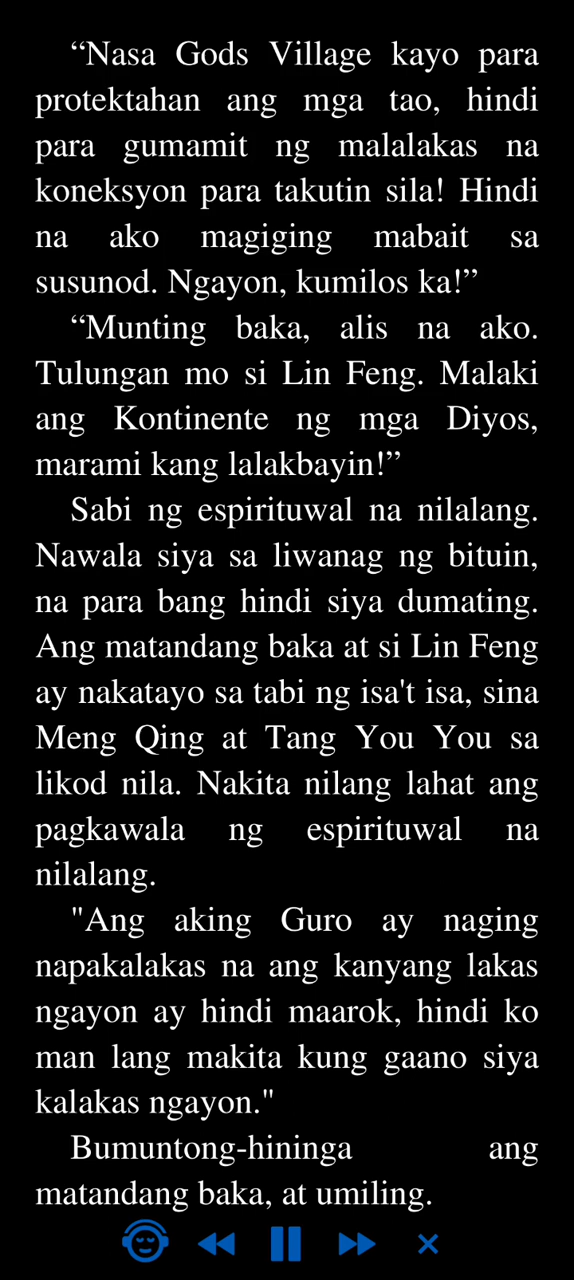 “Nasa Gods Village kayo para
protektahan ang mga tao, hindi
para gumamit ng malalakas na
koneksyon para takutin sila! Hindi
na ako magiging mabait sa
susunod. Ngayon, kumilos ka!”
“Munting baka, alis na ako.
Tulungan mo si Lin Feng. Malaki
ang Kontinente ng mga Diyos,
marami kang lalakbayin!”
Sabi ng espirituwal na nilalang.
Nawala siya sa liwanag ng bituin,
na para bang hindi siya dumating.
Ang matandang baka at si Lin Feng
ay nakatayo sa tabi ng isa't isa, sina
Meng Qing at Tang You You sa
likod nila. Nakita nilang lahat ang
pagkawala ng espirituwal na
nilalang.
"Ang aking Guro ay naging
napakalakas na ang kanyang lakas
ngayon ay hindi maarok, hindi ko
man lang makita kung gaano siya
kalakas ngayon."
Bumuntong-hininga ang
matandang baka, at umiling.